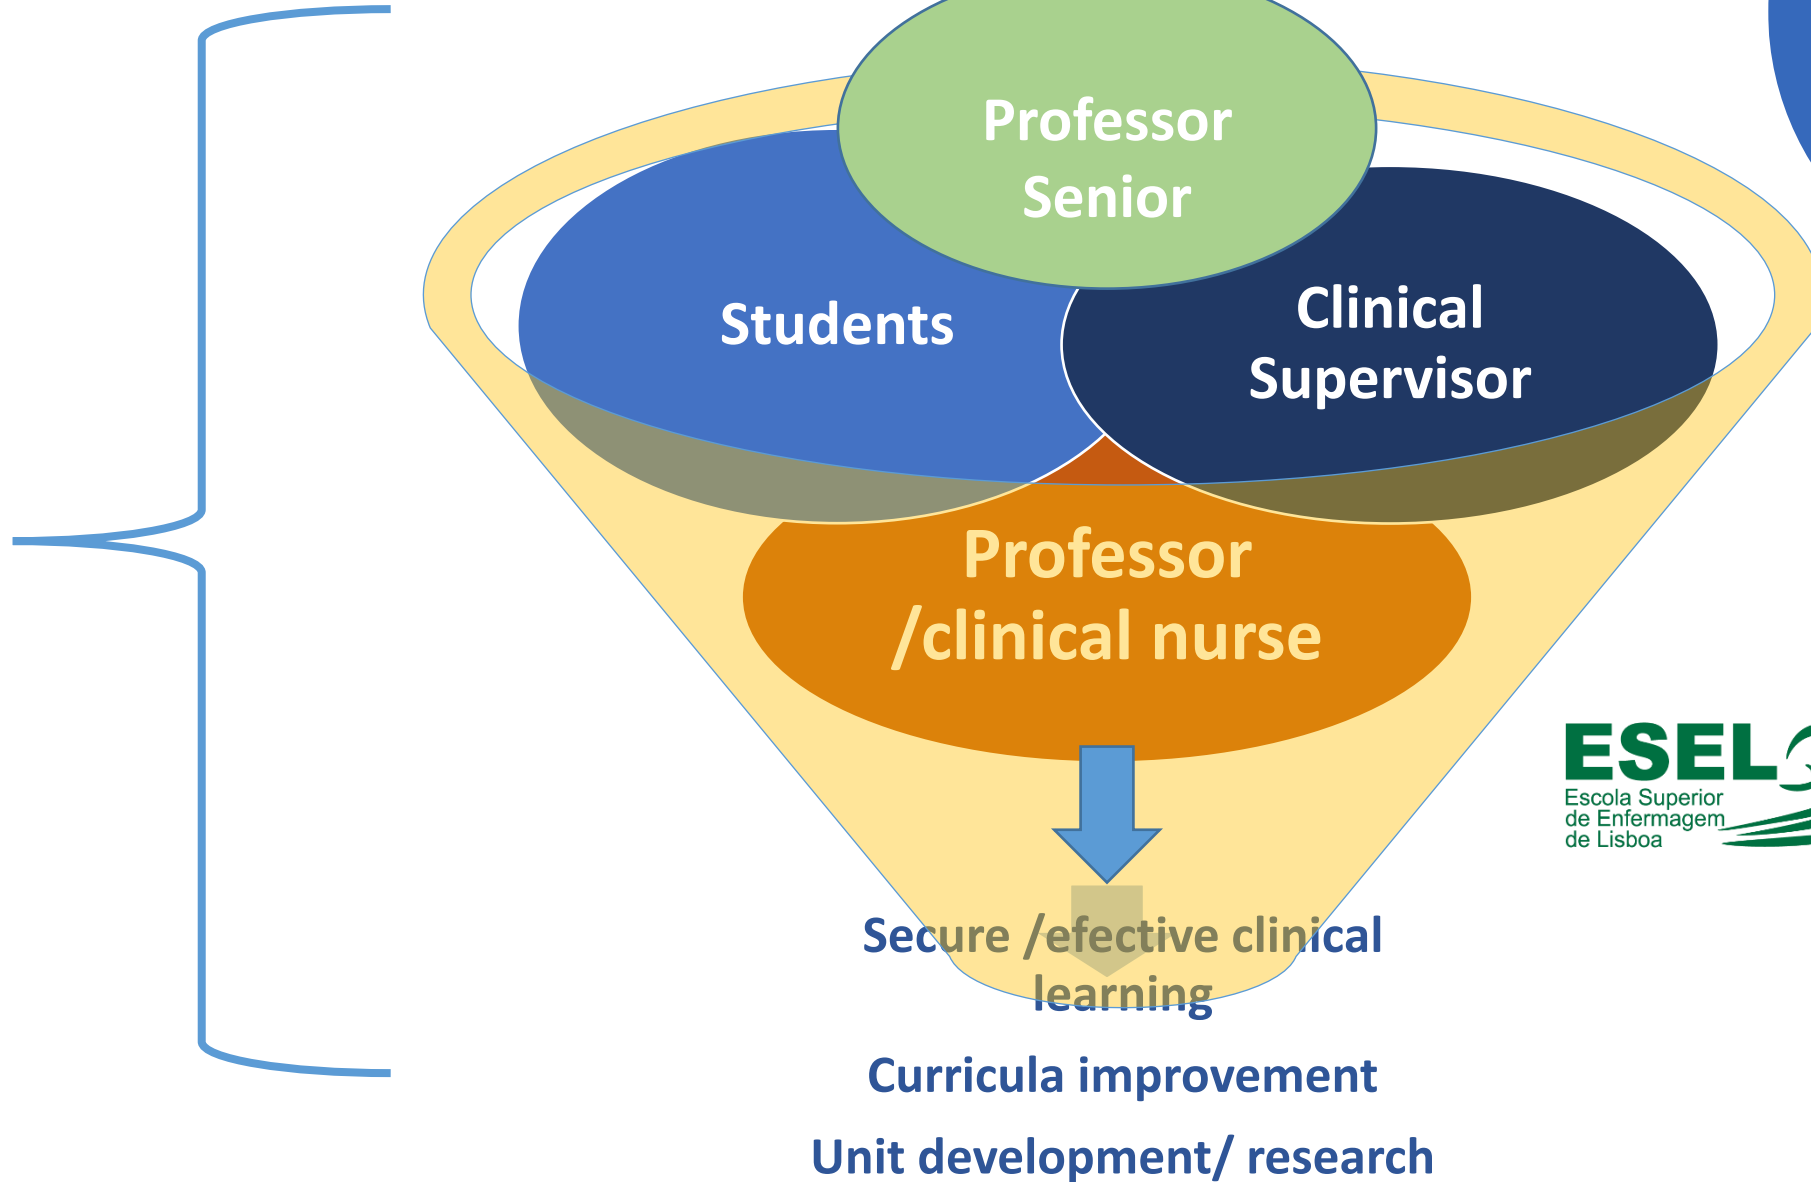 Professor
Senior
Students
Clinical
Supervisor
Professor
/clinical nurse
ESEL
Escola Superior
de Enfermagem
de Lisboa
Secure /efective clinical
learning
Curricula improvement
Unit development/ research